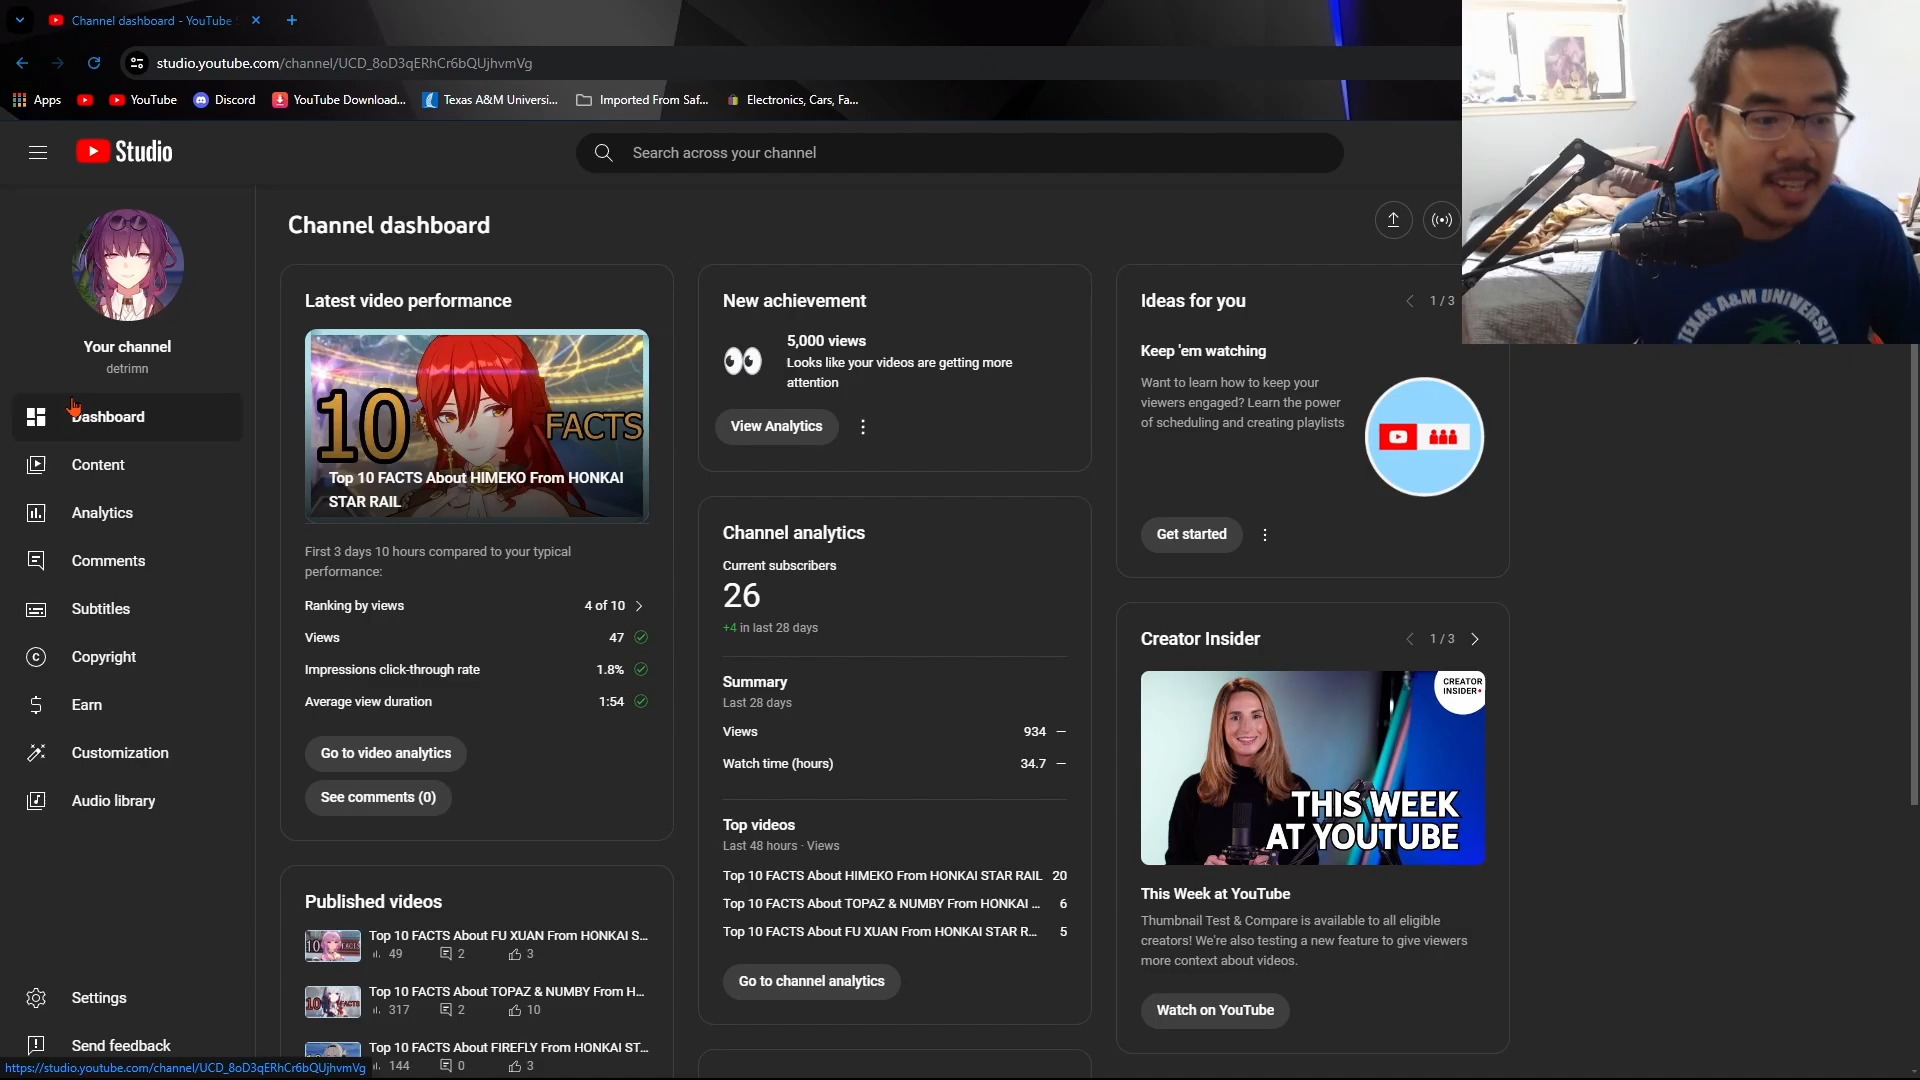 Channel dashboard - YouTube
studio.youtube.com/channel/UCD_8oD3qERhCr6bQUjhvmVg
Apps
YouTube
Discord
YouTube Download...
Texas A&M Universi...
Imported From Saf...
Electronics, Cars, Fa...
Studio
Search across your channel
TEXAS A&M UNIVERSITY
Your channel
detrimn
Dashboard
Content
Analytics
Comments
Subtitles
Copyright
Earn
Customization
Audio library
Settings
Send feedback
https://studio.youtube.com/channel/UCD_8oD3qERhCr6bQUjhvmVg
Channel dashboard
Latest video performance
10 FACTS
Top 10 FACTS About HIMEKO From HONKAI
STAR RAIL
First 3 days 10 hours compared to your typical
performance:
Ranking by views 4 of 10
Views 47
Impressions click-through rate 1.8%
Average view duration 1:54
Go to video analytics
See comments (0)
Published videos
Top 10 FACTS About FU XUAN From HONKAI S...
49 2 3
Top 10 FACTS About TOPAZ & NUMBY From H...
317 2 10
Top 10 FACTS About FIREFLY From HONKAI ST...
144 0 3
New achievement
5,000 views
Looks like your videos are getting more
attention
View Analytics
Channel analytics
Current subscribers
26
+4 in last 28 days
Summary
Last 28 days
Views 934 —
Watch time (hours) 34.7 —
Top videos
Last 48 hours · Views
Top 10 FACTS About HIMEKO From HONKAI STAR RAIL 20
Top 10 FACTS About TOPAZ & NUMBY From HONKAI ... 6
Top 10 FACTS About FU XUAN From HONKAI STAR R... 5
Go to channel analytics
Ideas for you
1 / 3
Keep 'em watching
Want to learn how to keep your
viewers engaged? Learn the power
of scheduling and creating playlists
Get started
Creator Insider
1 / 3
CREATOR
INSIDER
THIS WEEK
AT YOUTUBE
This Week at YouTube
Thumbnail Test & Compare is available to all eligible
creators! We're also testing a new feature to give viewers
more context about videos.
Watch on YouTube